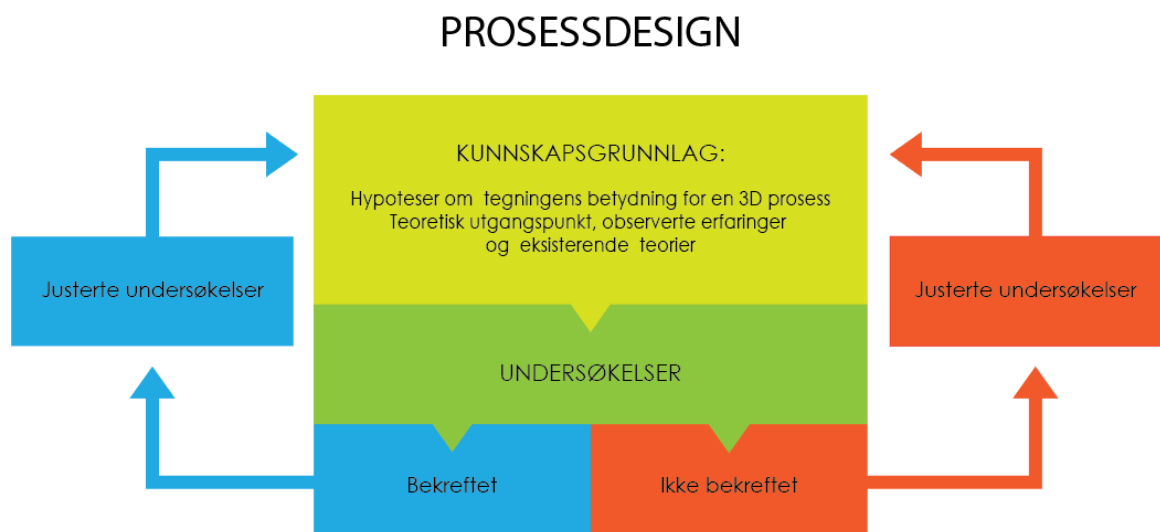 PROSESSDESIGN
KUNNSKAPSGRUNNLAG:
Hypoteser om tegningens betydning for en 3D prosess
Teoretisk utgangspunkt, observerte erfaringer
og eksisterende teorier
Justerte undersøkelser
Justerte undersøkelser
UNDERSØKELSER
Bekreftet
Ikke bekreftet